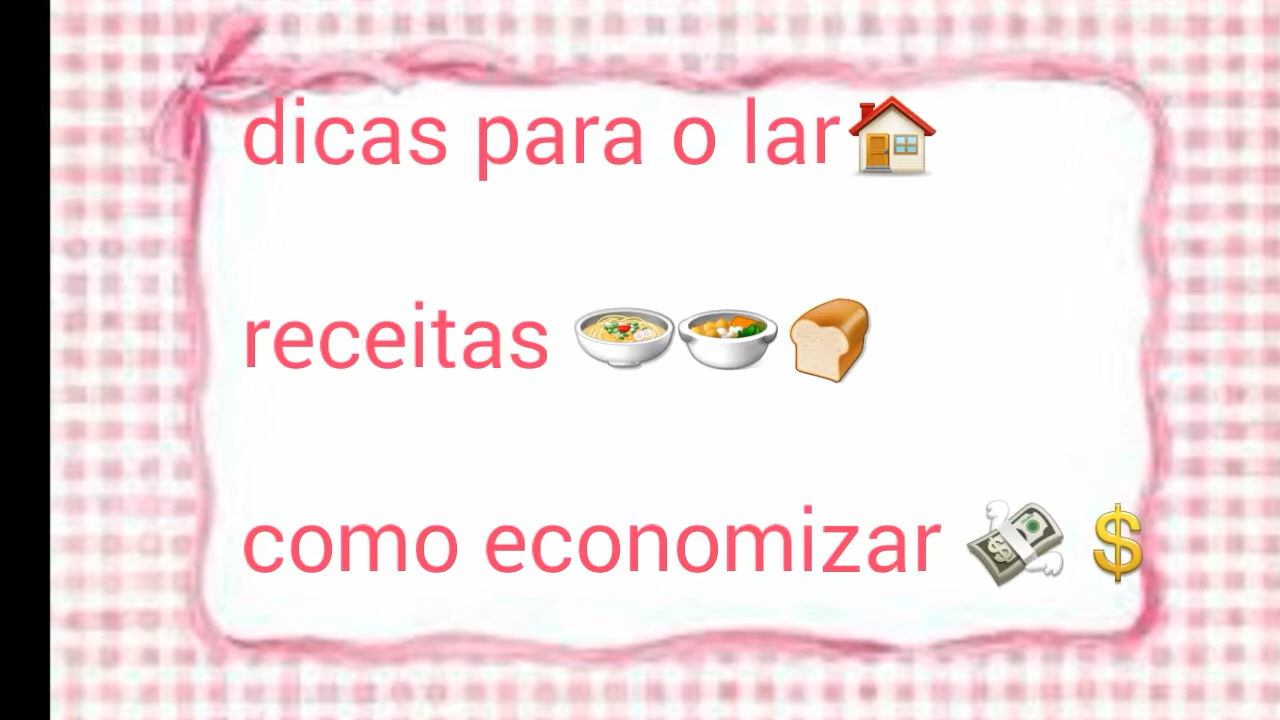 dicas para o lar🏠
receitas 🍜🍲🍞
como economizar 💸 💲